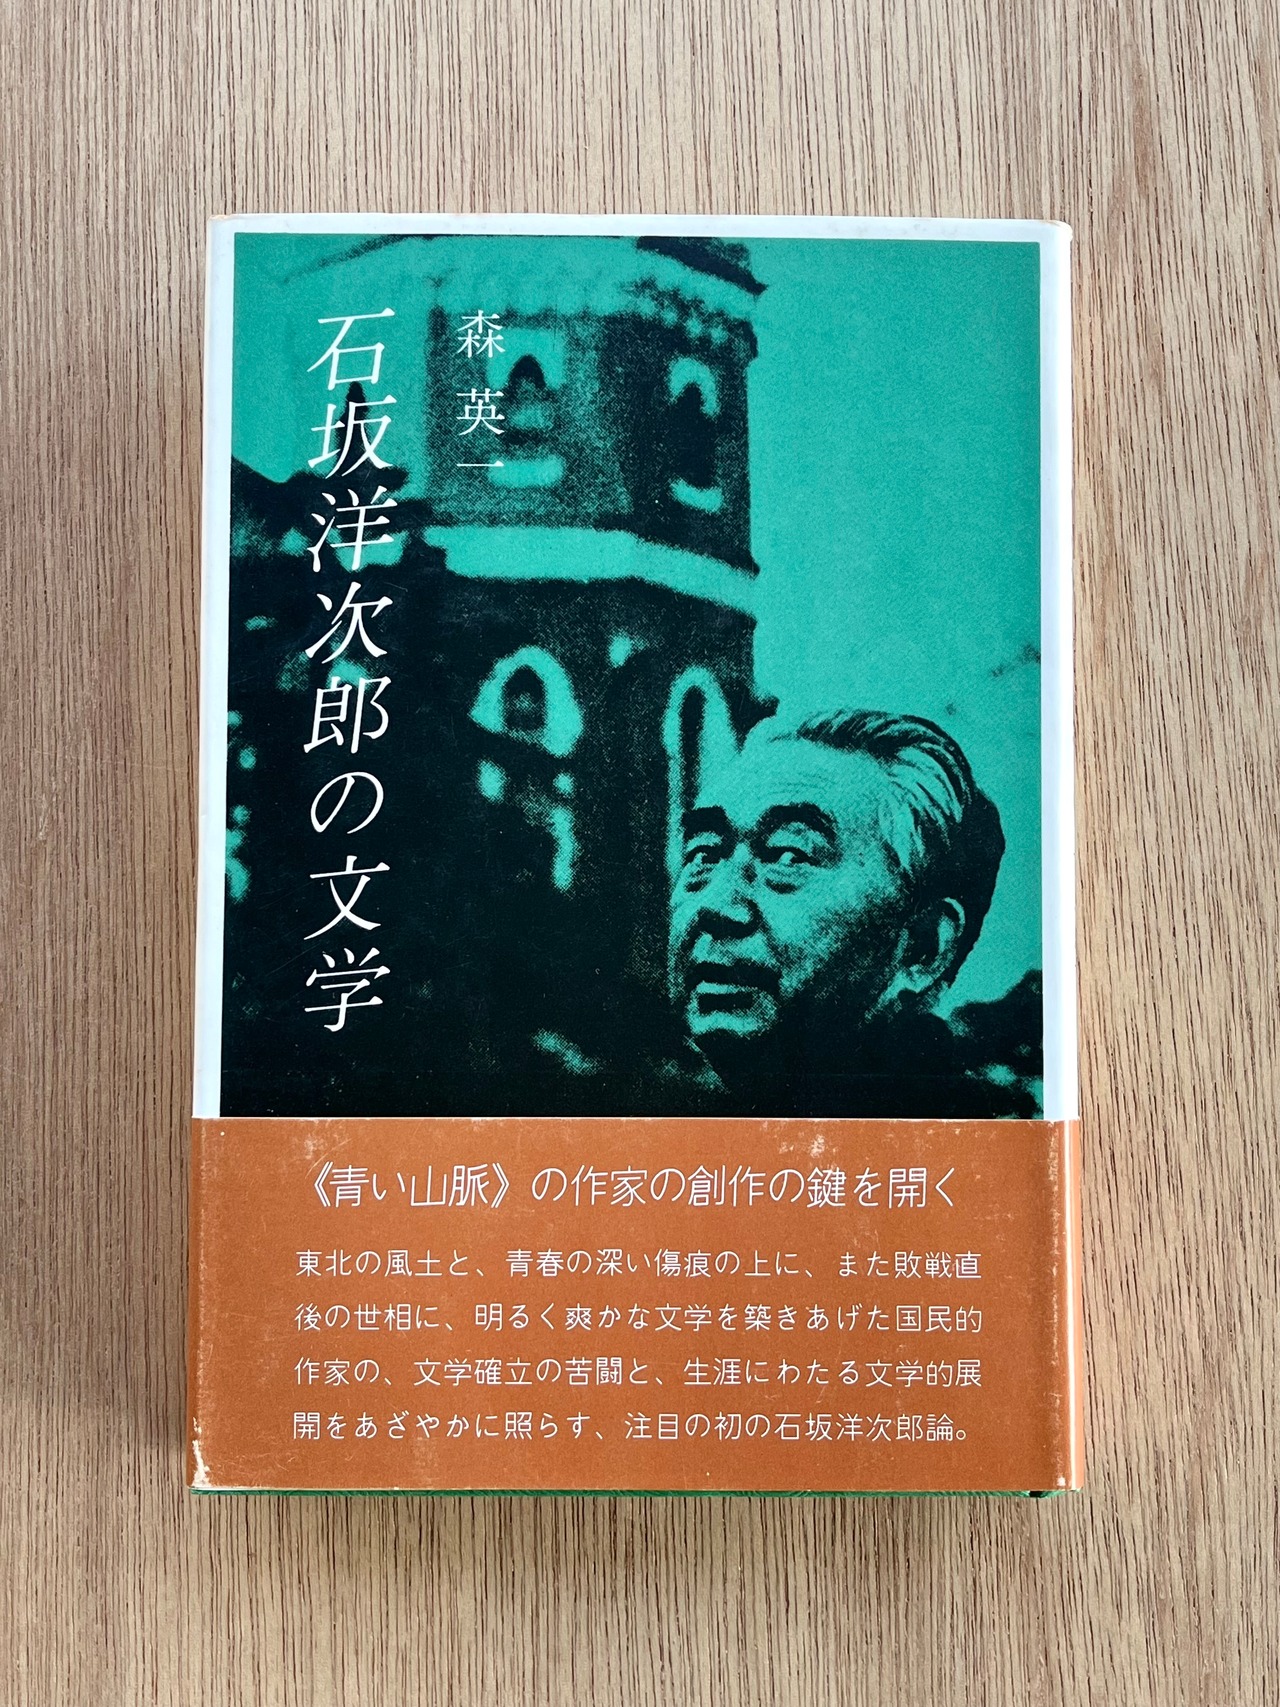 森 英一
石坂洋次郎の文学
《青い山脈》の作家の創作の鍵を開く
東北の風土と、青春の深い傷痕の上に、また敗戦直
後の世相に、明るく爽かな文学を築きあげた国民的
作家の、文学確立の苦闘と、生涯にわたる文学的展
開をあざやかに照らす、注目の初の石坂洋次郎論。